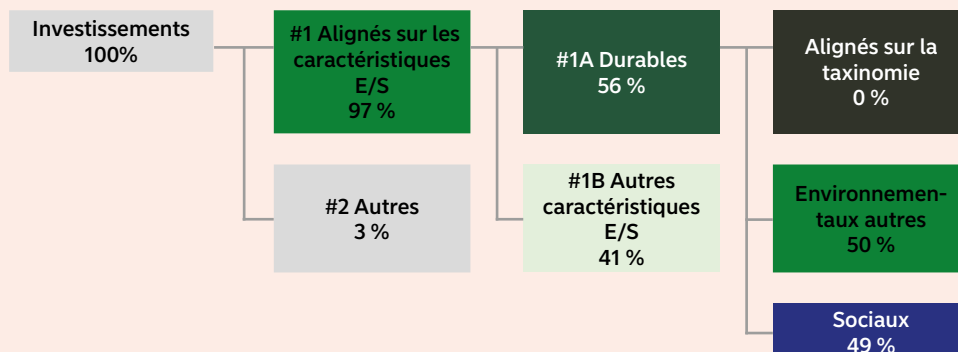 Investissements
100%
#1 Alignés sur les
caractéristiques
E/S
97 %
#1A Durables
56 %
Alignés sur la
taxinomie
0 %
#2 Autres
3 %
#1B Autres
caractéristiques
E/S
41 %
Environnemen-
taux autres
50 %
Sociaux
49 %